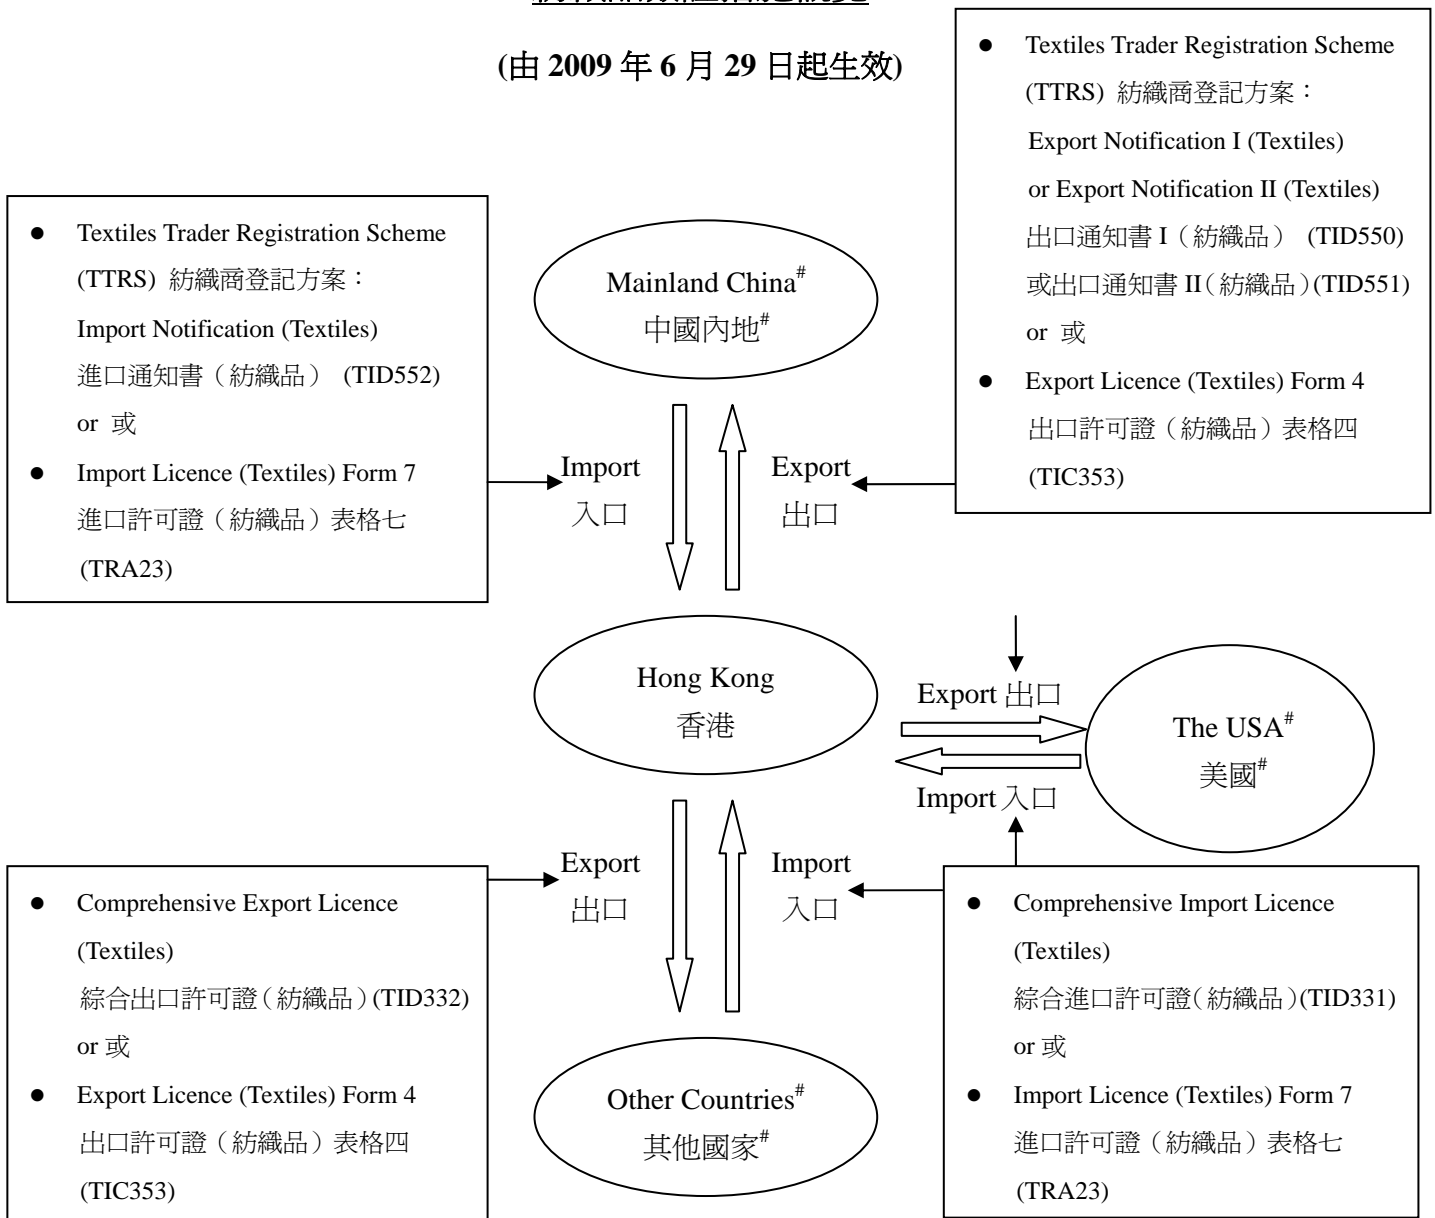 (由 2009 年 6 月 29 日起生效)
● Textiles Trader Registration Scheme
(TTRS) 紡織商登記方案：
Export Notification I (Textiles)
or Export Notification II (Textiles)
出口通知書 I（紡織品） (TID550)
或出口通知書 II（紡織品）(TID551)
or 或
● Export Licence (Textiles) Form 4
出口許可證（紡織品）表格四
(TIC353)
● Textiles Trader Registration Scheme
(TTRS) 紡織商登記方案：
Import Notification (Textiles)
進口通知書（紡織品） (TID552)
or 或
● Import Licence (Textiles) Form 7
進口許可證（紡織品）表格七
(TRA23)
Mainland China#
中國內地#
Import
入口
Export
出口
Hong Kong
香港
Export 出口
Import 入口
The USA#
美國#
Export
出口
Import
入口
● Comprehensive Export Licence
(Textiles)
綜合出口許可證（紡織品）(TID332)
or 或
● Export Licence (Textiles) Form 4
出口許可證（紡織品）表格四
(TIC353)
Other Countries#
其他國家#
● Comprehensive Import Licence
(Textiles)
綜合進口許可證（紡織品）(TID331)
or 或
● Import Licence (Textiles) Form 7
進口許可證（紡織品）表格七
(TRA23)